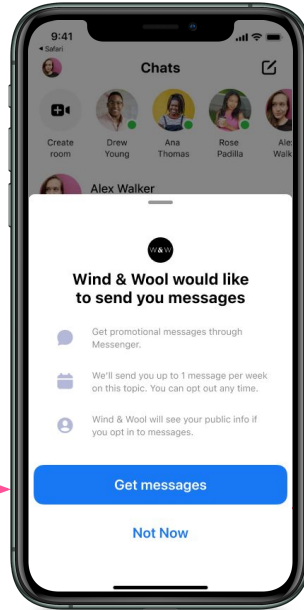 9:41
Safari
Chats
Create
room
Drew
Young
Ana
Thomas
Rose
Padilla
Ale
Walk
Alex Walker
W&W
Wind & Wool would like
to send you messages
Get promotional messages through
Messenger.
We'll send you up to 1 message per week
on this topic. You can opt out any time.
Wind & Wool will see your public info if
you opt in to messages.
Get messages
Not Now